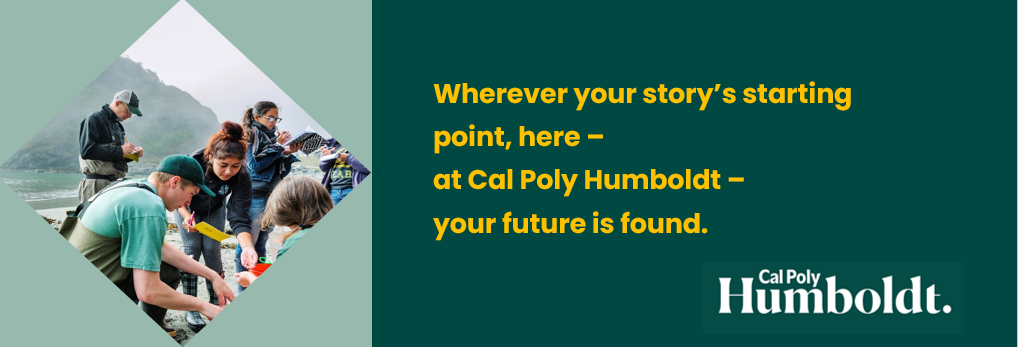 Wherever your story’s starting
point, here –
at Cal Poly Humboldt –
your future is found.
Cal Poly
Humboldt.